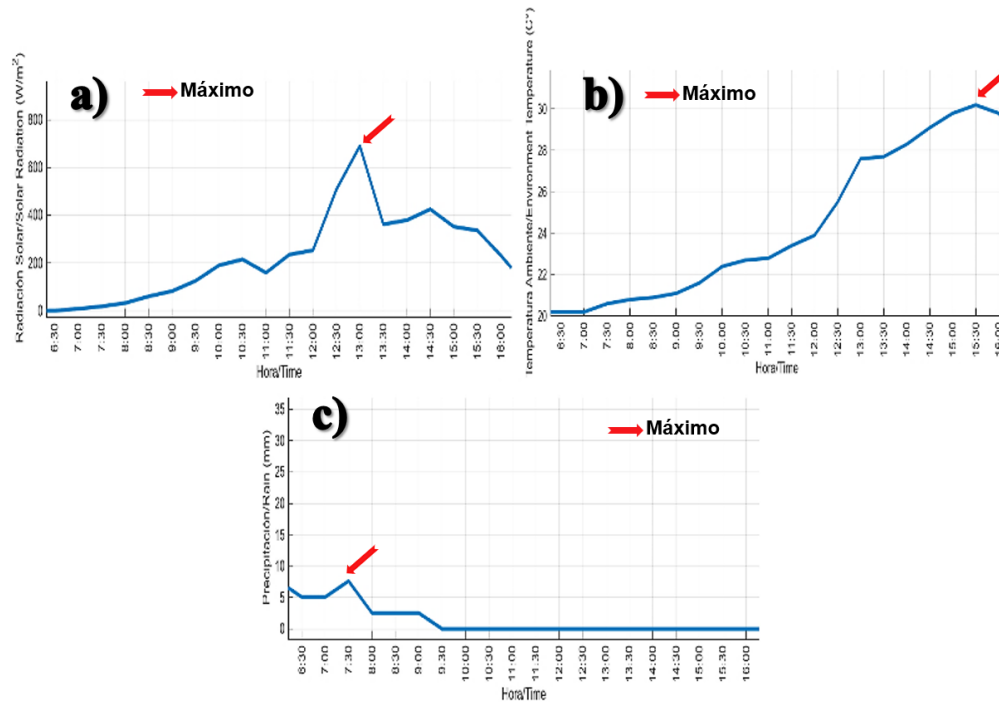 a)
Máximo
Radiación Solar/Solar Radiation (W/m²)
800
600
400
200
0
6:30 7:00 7:30 8:00 8:30 9:00 9:30 10:00 10:30 11:00 11:30 12:00 12:30 13:00 13:30 14:00 14:30 15:00 15:30 16:00
Hora/Time
b)
Máximo
Temperatura Ambiente/Environment Temperature (C°)
30
28
26
24
22
20
6:30 7:00 7:30 8:00 8:30 9:00 9:30 10:00 10:30 11:00 11:30 12:00 12:30 13:00 13:30 14:00 14:30 15:00 15:30
Hora/Time
c)
Máximo
Precipitación/Rain (mm)
35
30
25
20
15
10
5
0
6:30 7:00 7:30 8:00 8:30 9:00 9:30 10:00 10:30 11:00 11:30 12:00 12:30 13:00 13:30 14:00 14:30 15:00 15:30 16:00
Hora/Time